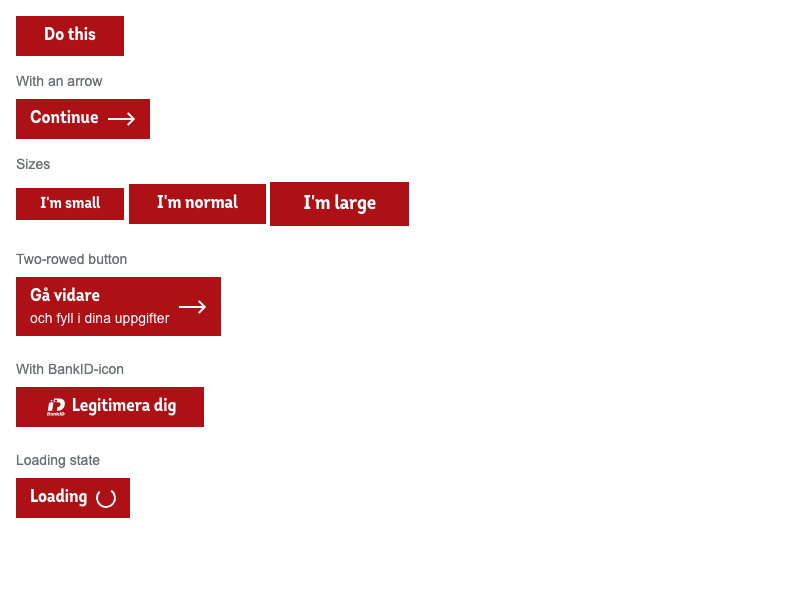 Do this
With an arrow
Continue
Sizes
I'm small I'm normal I'm large
Two-rowed button
Gå vidare
och fyll i dina uppgifter
With BankID-icon
BankID Legitimera dig
Loading state
Loading